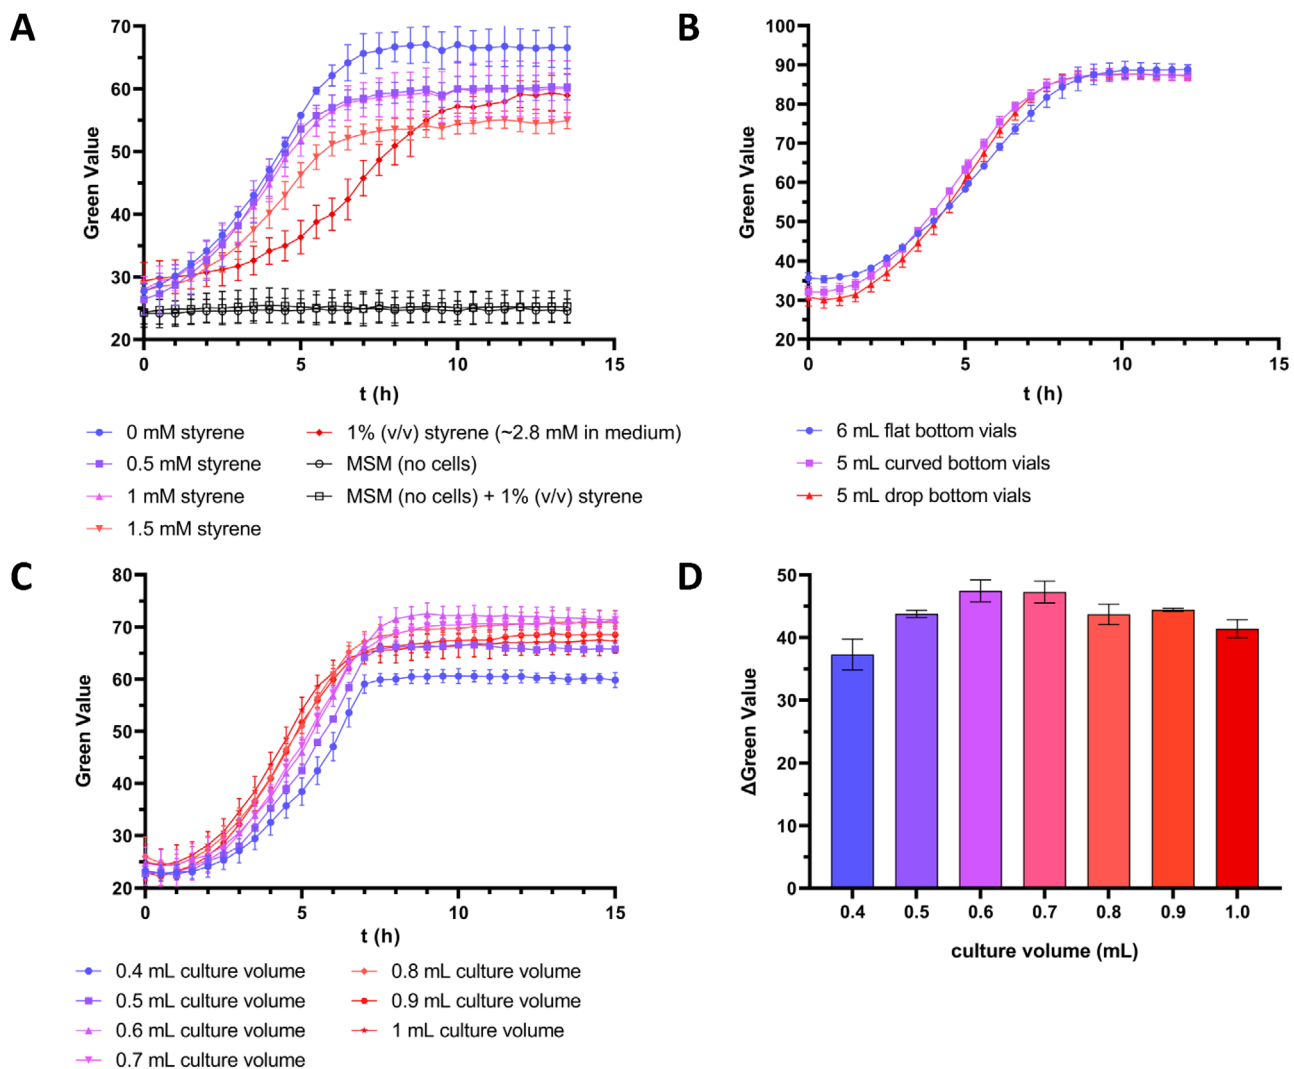 A
Green Value
70
60
50
40
30
20
0
5
10
15
t (h)
0 mM styrene
0.5 mM styrene
1 mM styrene
1.5 mM styrene
1% (v/v) styrene (~2.8 mM in medium)
MSM (no cells)
MSM (no cells) + 1% (v/v) styrene
B
Green Value
100
90
80
70
60
50
40
30
20
0
5
10
15
t (h)
6 mL flat bottom vials
5 mL curved bottom vials
5 mL drop bottom vials
C
Green Value
80
70
60
50
40
30
20
0
5
10
15
t (h)
0.4 mL culture volume
0.5 mL culture volume
0.6 mL culture volume
0.7 mL culture volume
0.8 mL culture volume
0.9 mL culture volume
1 mL culture volume
D
ΔGreen Value
50
40
30
20
10
0
0.4
0.5
0.6
0.7
0.8
0.9
1.0
culture volume (mL)